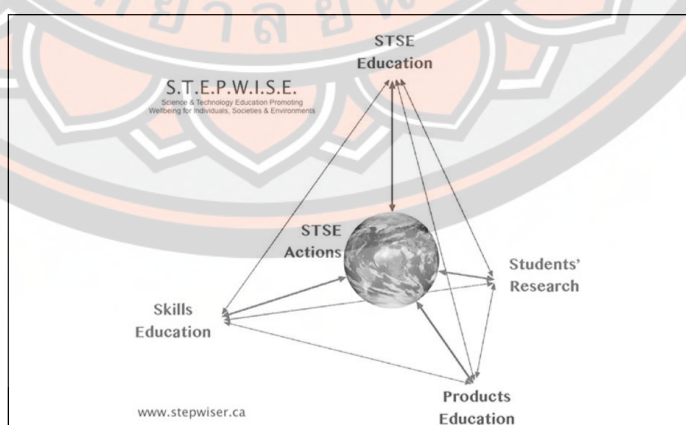 STSE
Education
S.T.E.P.W.I.S.E.
Science & Technology Education Promoting
Wellbeing for Individuals, Societies & Environments
STSE
Actions
Students'
Research
Skills
Education
Products
Education
www.stepwiser.ca